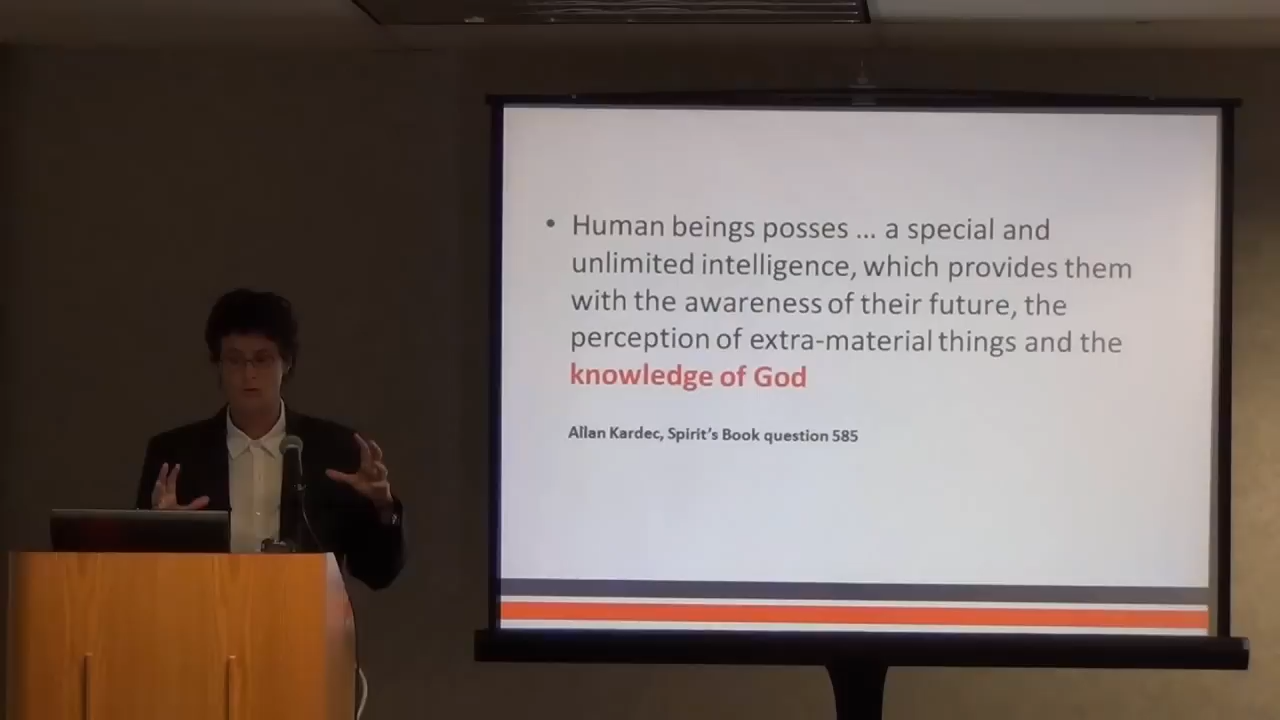 • Human beings posses ... a special and
unlimited intelligence, which provides them
with the awareness of their future, the
perception of extra-material things and the
knowledge of God
Allan Kardec, Spirit's Book question 585